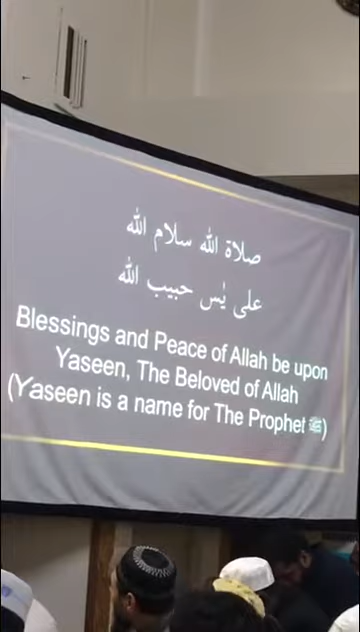 صلاة الله سلام الله
على يٰس حبيب الله
Blessings and Peace of Allah be upon
Yaseen, The Beloved of Allah
(Yaseen is a name for The Prophet ﷺ)